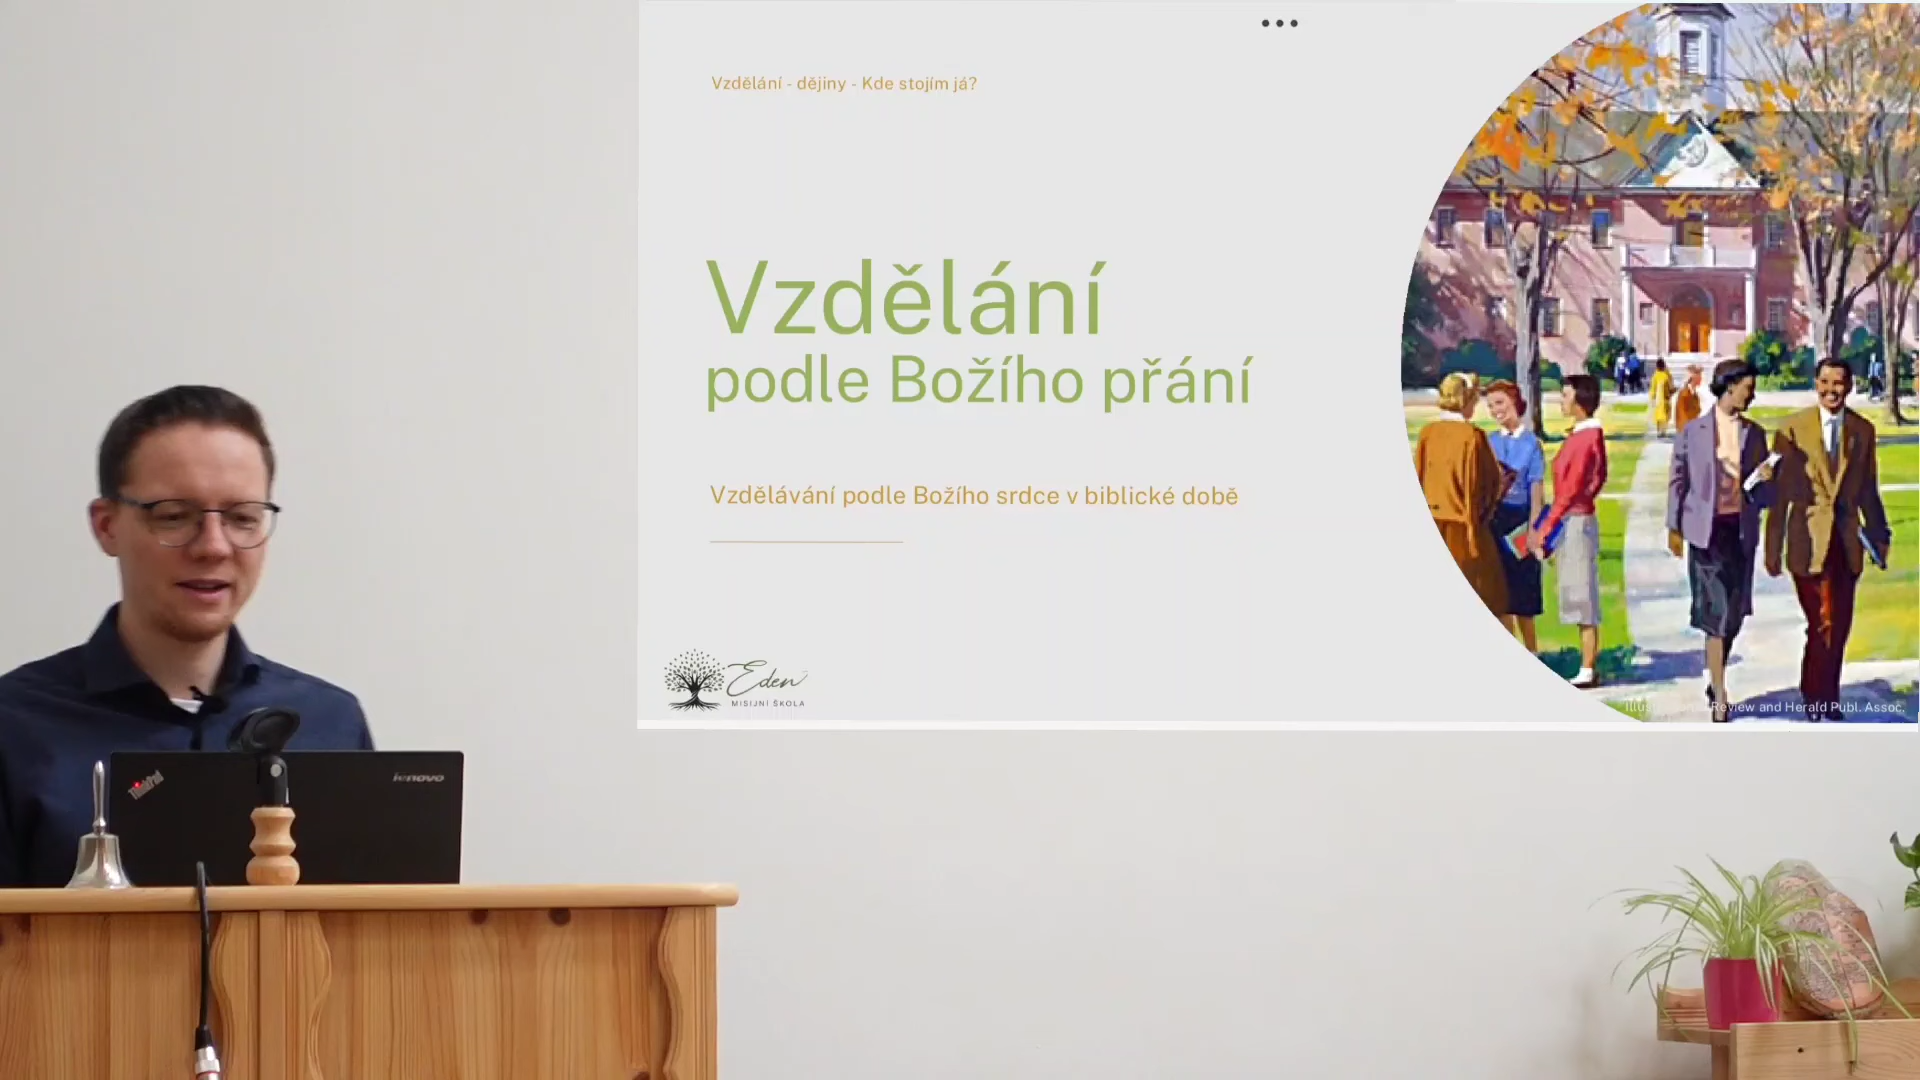 Vzdělání - dějiny - Kde stojím já?
Vzdělání
podle Božího přání
Vzdělávání podle Božího srdce v biblické době
Eden
MISIJNÍ ŠKOLA
Review and Herald Publ. Assoc.
ThinkPad
lenovo